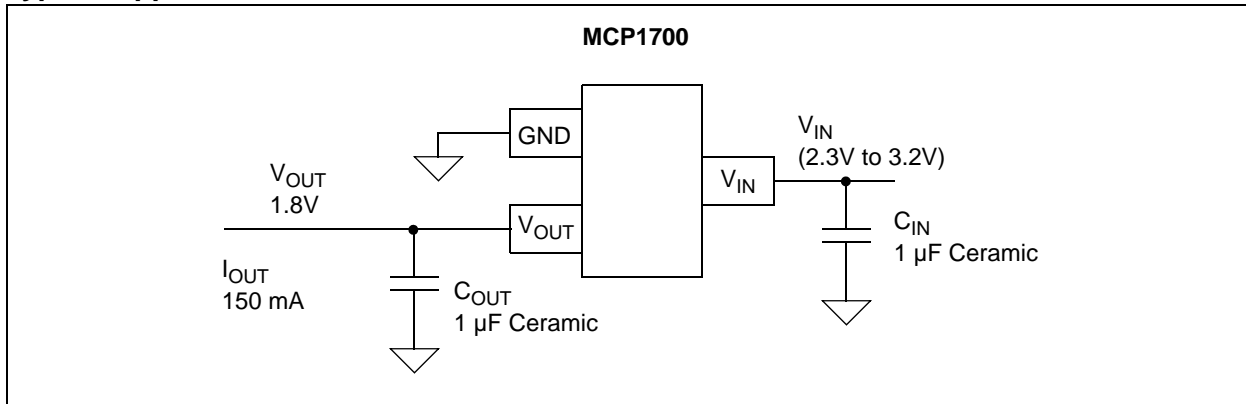 MCP1700
GND
VIN
(2.3V to 3.2V)
VIN
VOUT
1.8V
VOUT
CIN
1 µF Ceramic
IOUT
150 mA
COUT
1 µF Ceramic